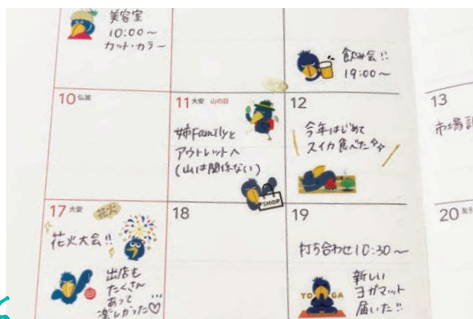 美容室
10:00〜
カット・カラー
飲み会!!
19:00〜
10 仏滅
11 大安 山の日
姉Familyと
アウトレットへ
(山は関係ない)
SHOP
12
今年はじめて
スイカ食べた
13
市場
17 大安
花火
花火大会!!
出店も
たくさん
あって
楽しかった♡
18
19
打ち合わせ10:30〜
新しい
ヨガマット
届いた!!
20